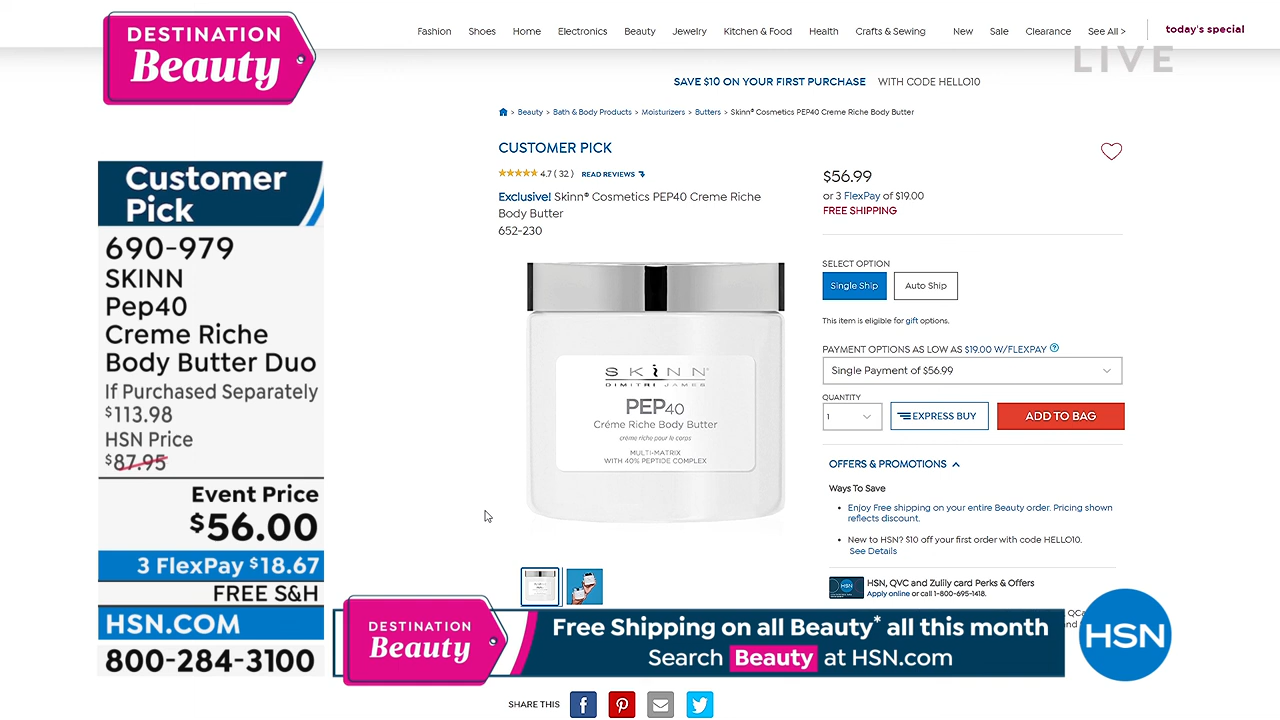 DESTINATION
Beauty
Fashion Shoes Home Electronics Beauty Jewelry Kitchen & Food Health Crafts & Sewing New Sale Clearance See All > today's special
LIVE
SAVE $10 ON YOUR FIRST PURCHASE WITH CODE HELLO10
> Beauty > Bath & Body Products > Moisturizers > Butters > Skinn® Cosmetics PEP40 Creme Riche Body Butter
CUSTOMER PICK
4.7 ( 32 ) READ REVIEWS
Exclusive! Skinn® Cosmetics PEP40 Creme Riche
Body Butter
652-230
SKINN®
DIMITRI JAMES
PEP40
Créme Riche Body Butter
creme riche pour le corps
MULTI-MATRIX
WITH 40% PEPTIDE COMPLEX
$56.99
or 3 FlexPay of $19.00
FREE SHIPPING
SELECT OPTION
Single Ship Auto Ship
This item is eligible for gift options.
PAYMENT OPTIONS AS LOW AS $19.00 W/FLEXPAY ?
Single Payment of $56.99
QUANTITY
1 EXPRESS BUY ADD TO BAG
OFFERS & PROMOTIONS
Ways To Save
• Enjoy Free shipping on your entire Beauty order. Pricing shown
reflects discount.
• New to HSN? $10 off your first order with code HELLO10.
See Details
HSN, QVC and Zulily card Perks & Offers
Apply online or call 1-800-695-1418.
Customer
Pick
690-979
SKINN
Pep40
Creme Riche
Body Butter Duo
If Purchased Separately
$113.98
HSN Price
$87.95
Event Price
$56.00
3 FlexPay $18.67
FREE S&H
HSN.COM
800-284-3100
DESTINATION
Beauty
Free Shipping on all Beauty* all this month
Search Beauty at HSN.com
HSN
SHARE THIS